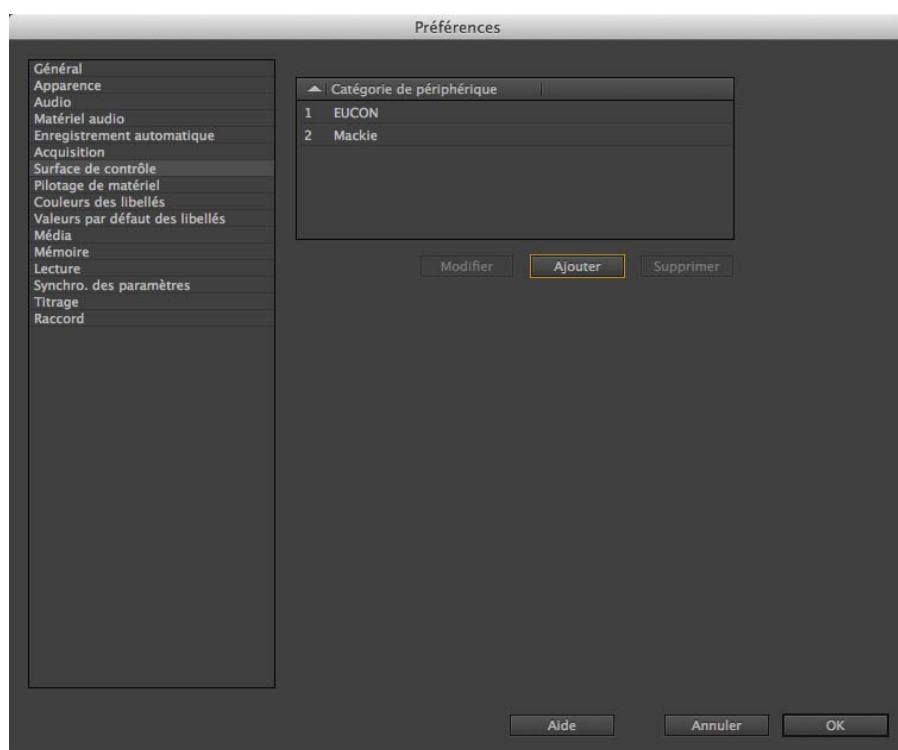 Préférences
Général
Apparence
Audio
Matériel audio
Enregistrement automatique
Acquisition
Surface de contrôle
Pilotage de matériel
Couleurs des libellés
Valeurs par défaut des libellés
Média
Mémoire
Lecture
Synchro. des paramètres
Titrage
Raccord
Catégorie de périphérique
1 EUCON
2 Mackie
Modifier Ajouter Supprimer
Aide Annuler OK